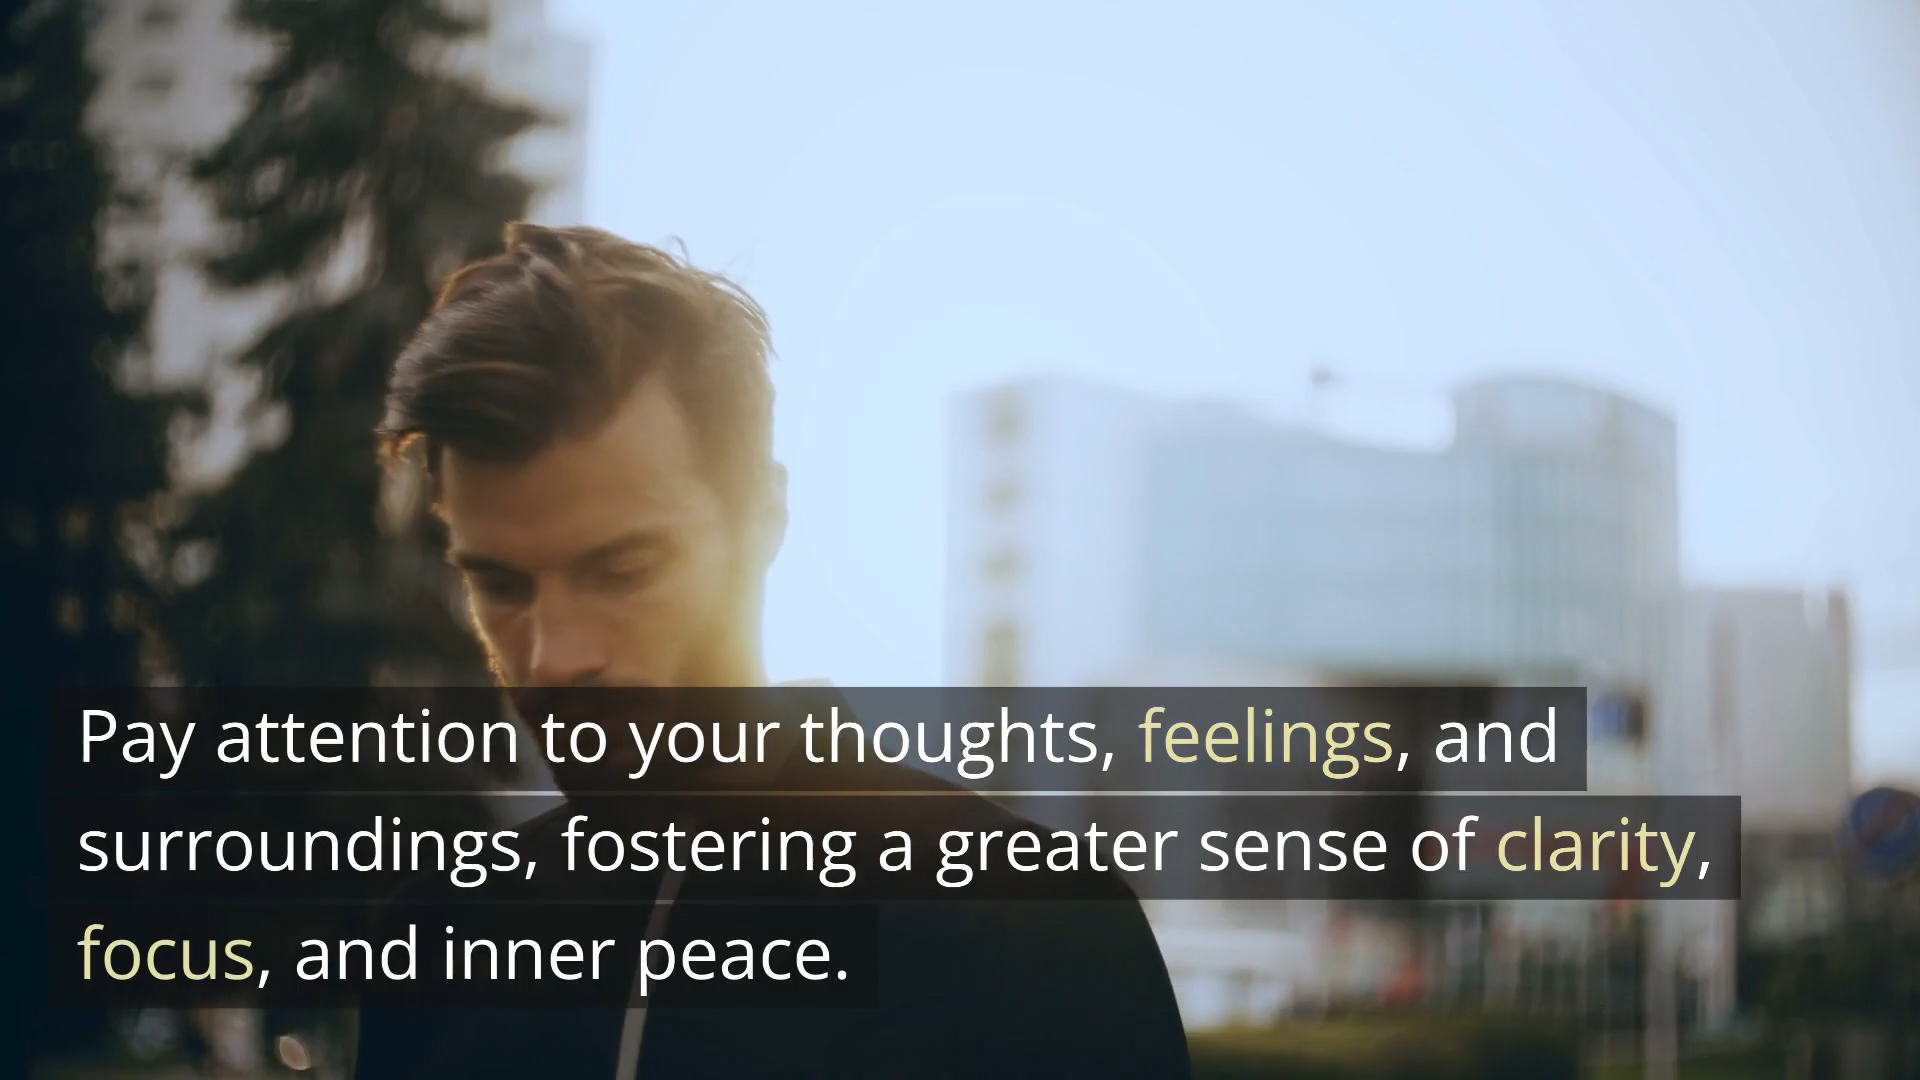 Pay attention to your thoughts, feelings, and
surroundings, fostering a greater sense of clarity,
focus, and inner peace.